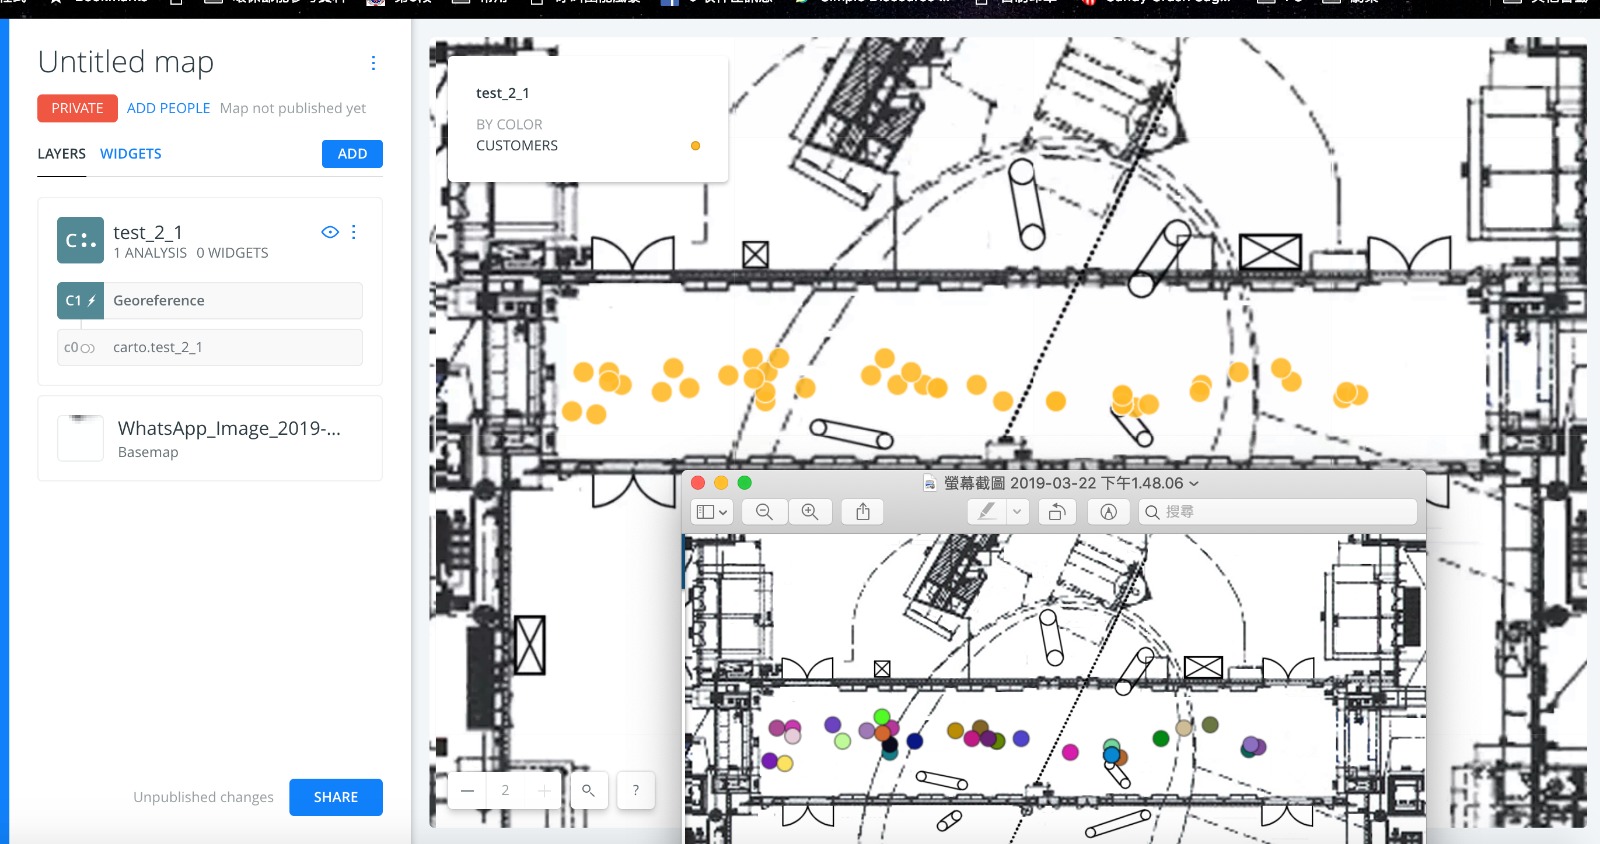 Untitled map
PRIVATE ADD PEOPLE Map not published yet
LAYERS WIDGETS ADD
test_2_1
1 ANALYSIS 0 WIDGETS
C1 Georeference
c0 carto.test_2_1
WhatsApp_Image_2019-...
Basemap
Unpublished changes SHARE
test_2_1
BY COLOR
CUSTOMERS
2
?
螢幕截圖 2019-03-22 下午1.48.06
搜尋